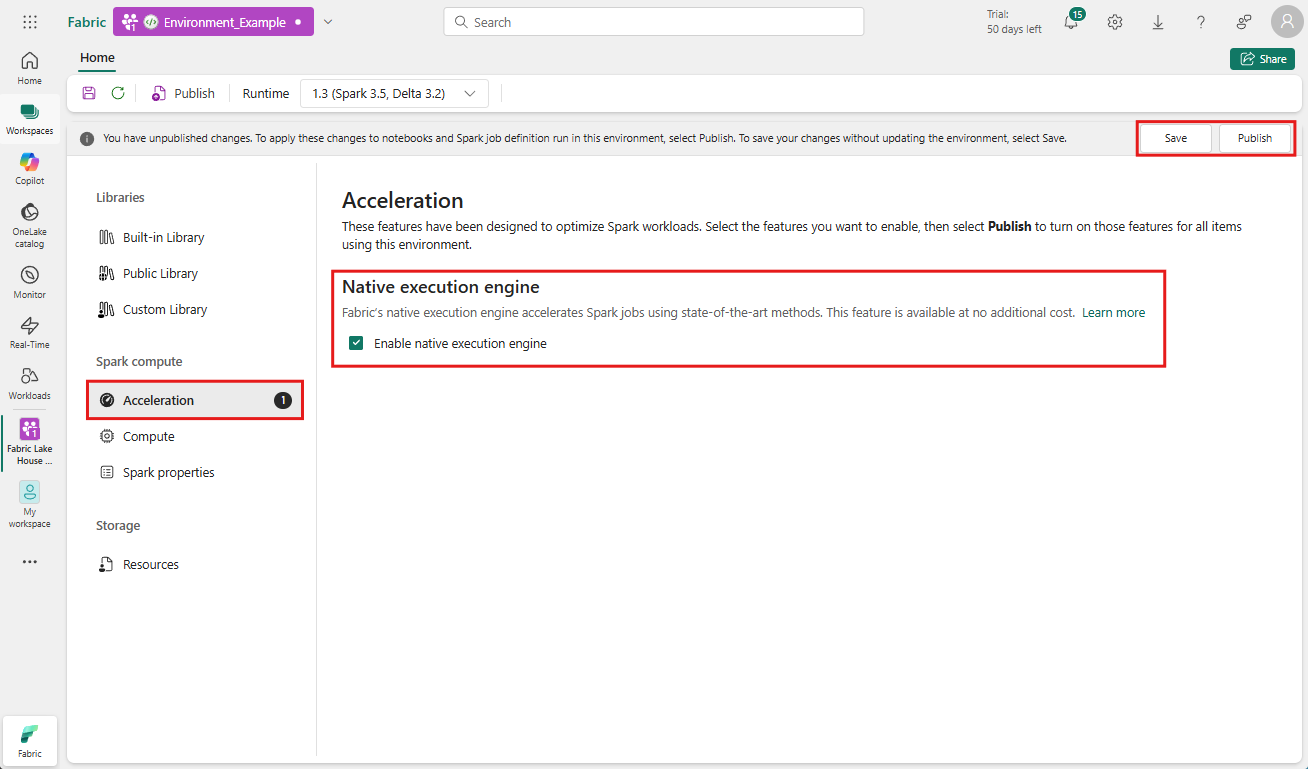 Fabric
Environment_Example
Search
Trial:
50 days left
15
Home
Share
Publish
Runtime
1.3 (Spark 3.5, Delta 3.2)
You have unpublished changes. To apply these changes to notebooks and Spark job definition run in this environment, select Publish. To save your changes without updating the environment, select Save.
Save
Publish
Home
Workspaces
Copilot
OneLake
catalog
Monitor
Real-Time
Workloads
1
Fabric Lake
House ...
My
workspace
Fabric
Libraries
Built-in Library
Public Library
Custom Library
Spark compute
Acceleration
1
Compute
Spark properties
Storage
Resources
Acceleration
These features have been designed to optimize Spark workloads. Select the features you want to enable, then select Publish to turn on those features for all items
using this environment.
Native execution engine
Fabric's native execution engine accelerates Spark jobs using state-of-the-art methods. This feature is available at no additional cost. Learn more
Enable native execution engine